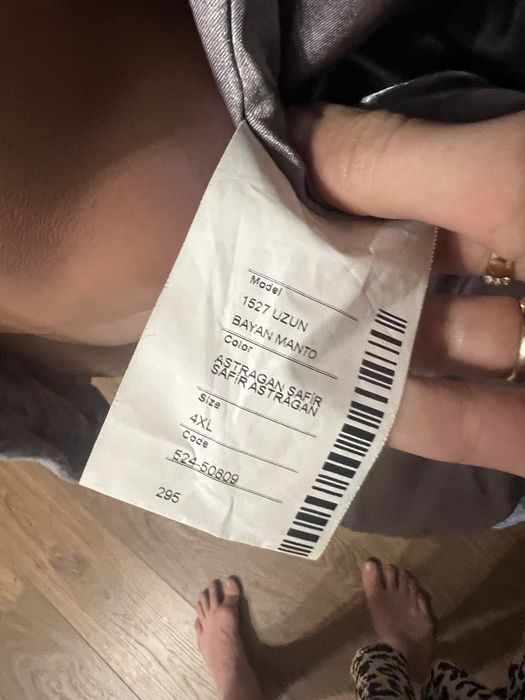 Model
1527 UZUN
BAYAN MANTO
Color
ASTRAGAN SAFİR
SAFİR ASTRAGAN
Size
4XL
Code
524-50809
295